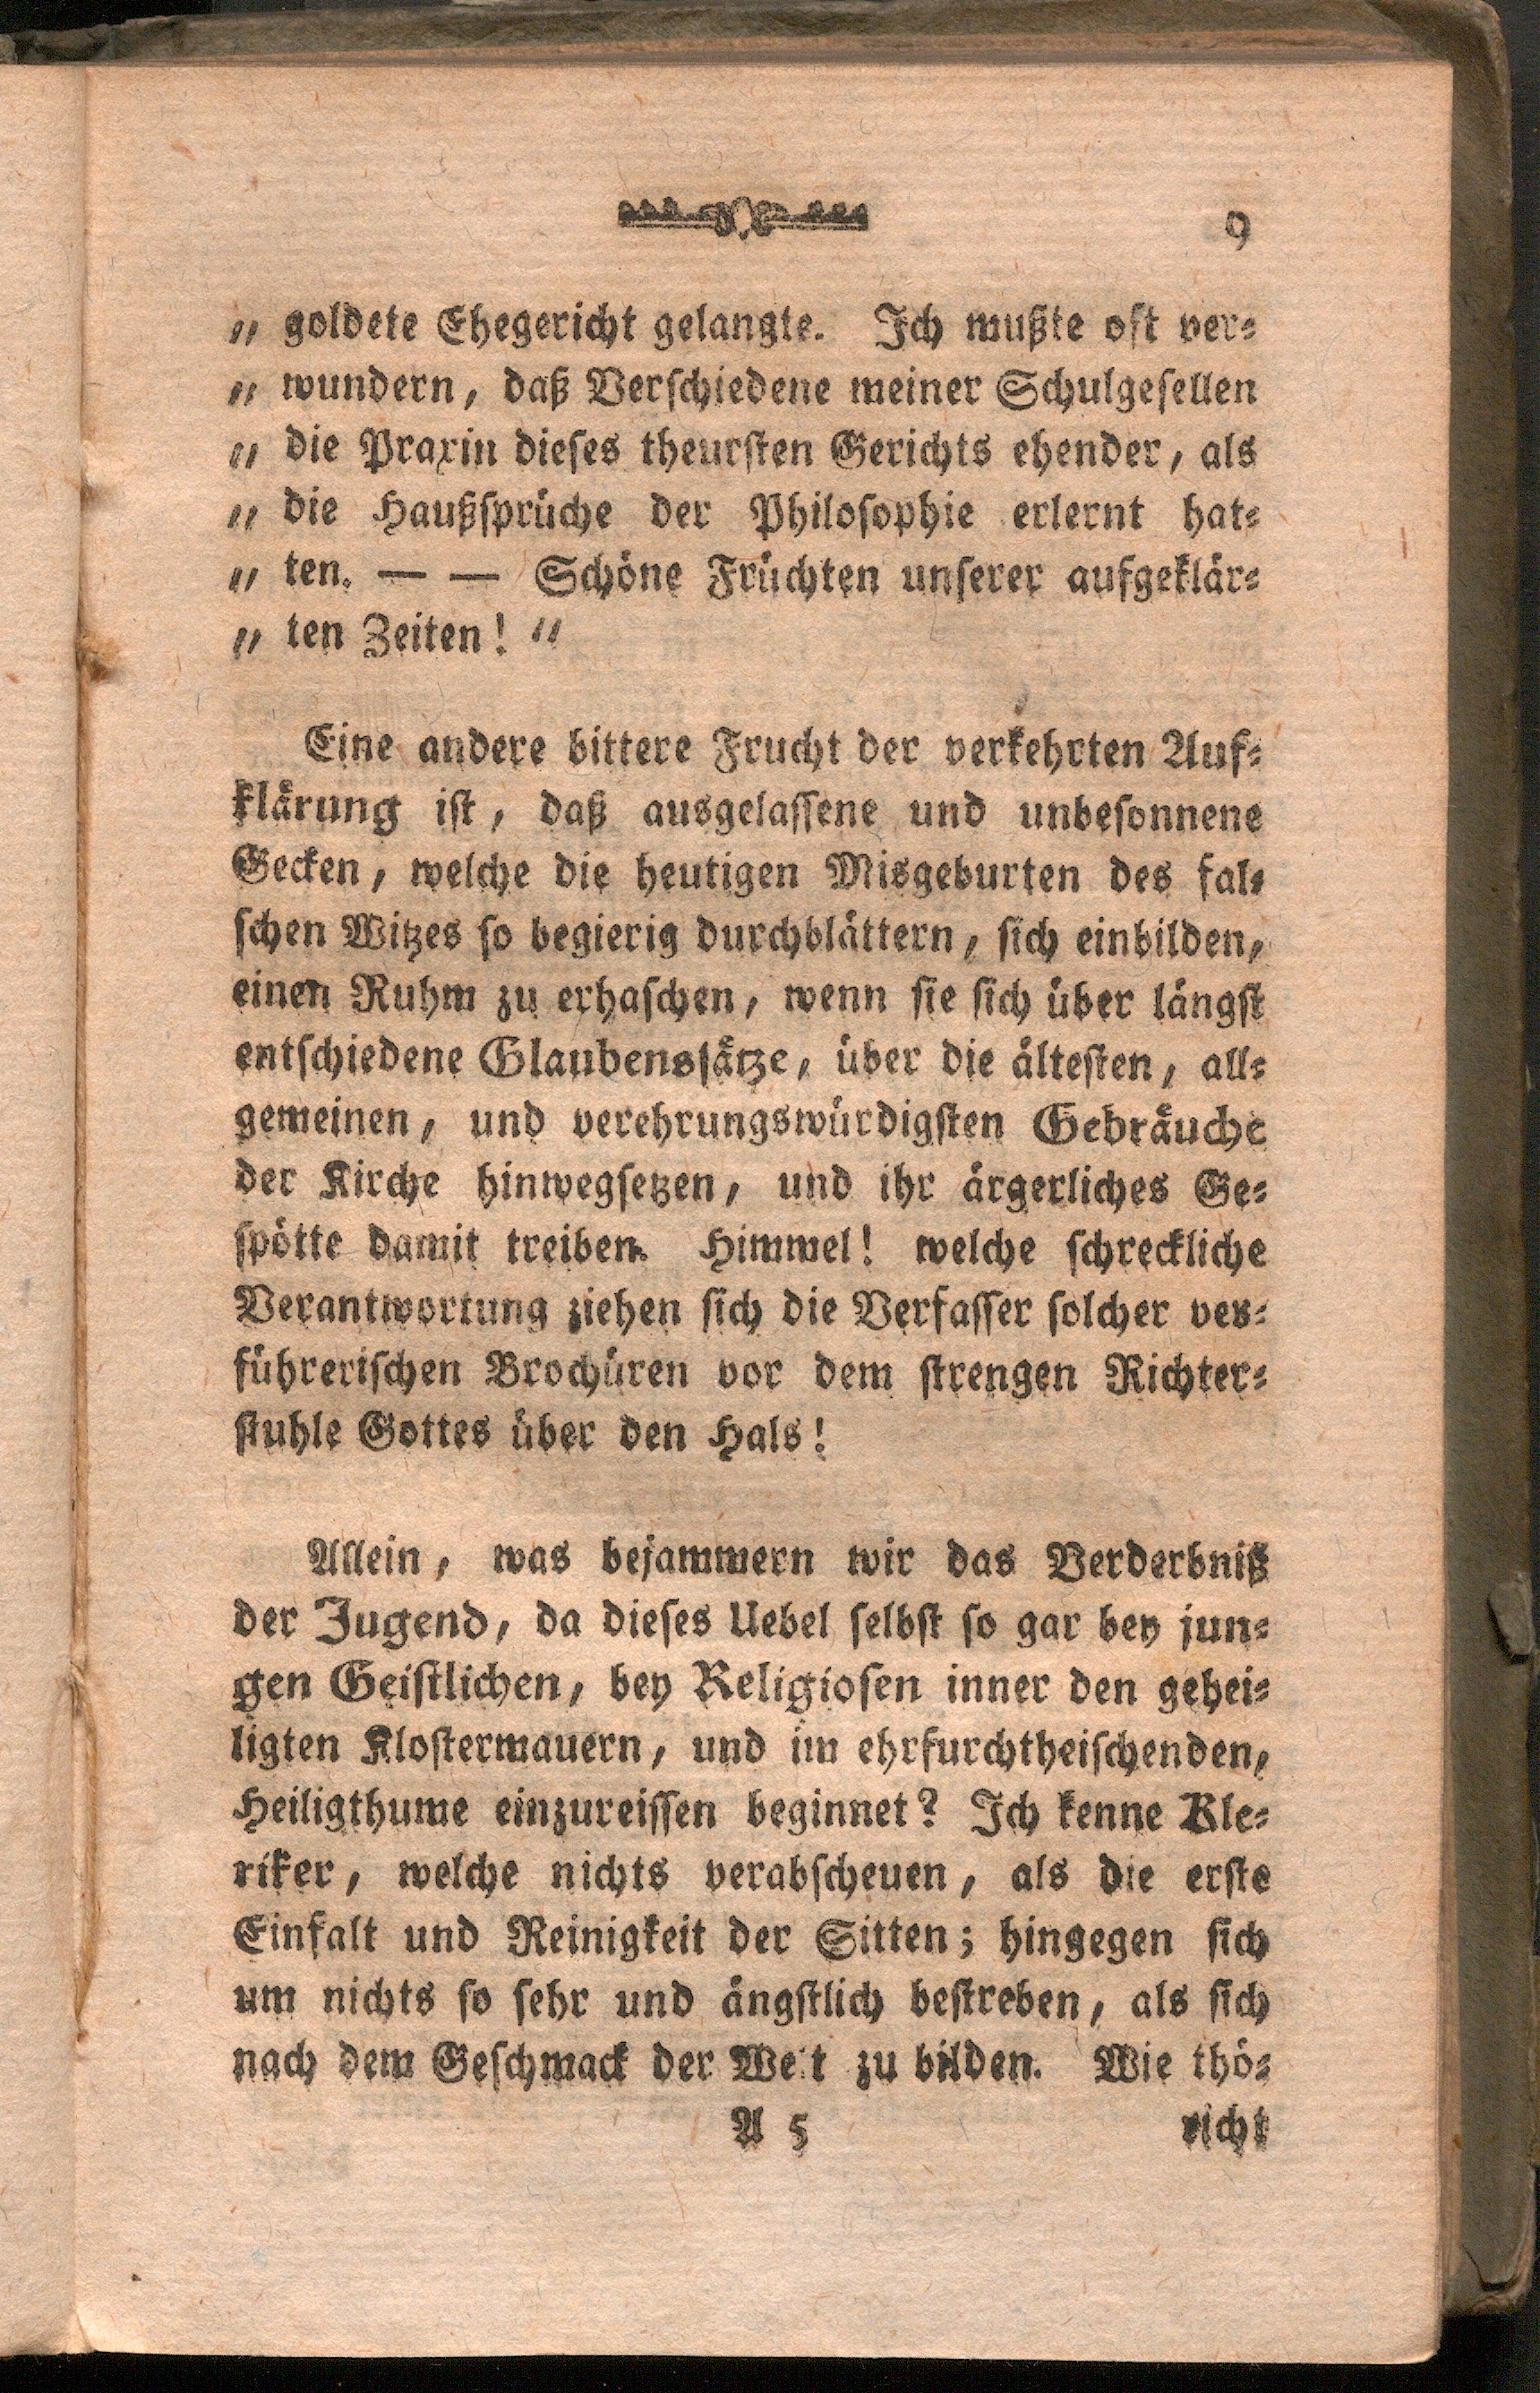 9
„ goldete Ehegericht gelangte. Ich mußte oft ver⸗
„ wundern, daß Verschiedene meiner Schulgesellen
„ die Praxin dieses theursten Gerichts ehender, als
„ die Haußsprüche der Philosophie erlernt hat⸗
„ ten. — — Schöne Früchten unserer aufgeklär⸗
„ ten Zeiten! “
Eine andere bittere Frucht der verkehrten Auf⸗
klärung ist, daß ausgelassene und unbesonnene
Gecken, welche die heutigen Misgeburten des fal⸗
schen Witzes so begierig durchblättern, sich einbilden,
einen Ruhm zu erhaschen, wenn sie sich über längst
entschiedene Glaubenssätze, über die ältesten, all⸗
gemeinen, und verehrungswürdigsten Gebräuche
der Kirche hinwegsetzen, und ihr ärgerliches Ge⸗
spötte damit treiben. Himmel! welche schreckliche
Verantwortung ziehen sich die Verfasser solcher ver⸗
führerischen Brochüren vor dem strengen Richter⸗
stuhle Gottes über den Hals!
Allein, was bejammern wir das Verderbniß
der Jugend, da dieses Uebel selbst so gar bey jun⸗
gen Geistlichen, bey Religiosen inner den gehei⸗
ligten Klostermauern, und im ehrfurchtheischenden,
Heiligthume einzureissen beginnet? Ich kenne Kle⸗
riker, welche nichts verabscheuen, als die erste
Einfalt und Reinigkeit der Sitten; hingegen sich
um nichts so sehr und ängstlich bestreben, als sich
nach dem Geschmack der Welt zu bilden. Wie thö⸗
A 5 richt